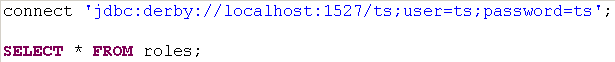 connect 'jdbc:derby://localhost:1527/ts;user=ts;password=ts';
SELECT * FROM roles;